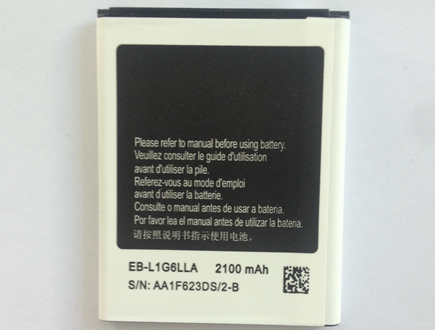 Please refer to manual before using battery.
Veuillez consulter le guide d'utilisation
avant d'utiliser la pile.
Referez-vous au mode d'emploi
avant d utiliser la batterie.
Consulte o manual antes de usar a bateria.
Por favor lea el manual antes de utilizar la bateria.
请按照说明书指示使用电池。
EB-L1G6LLA 2100 mAh
S/N: AA1F623DS/2-B